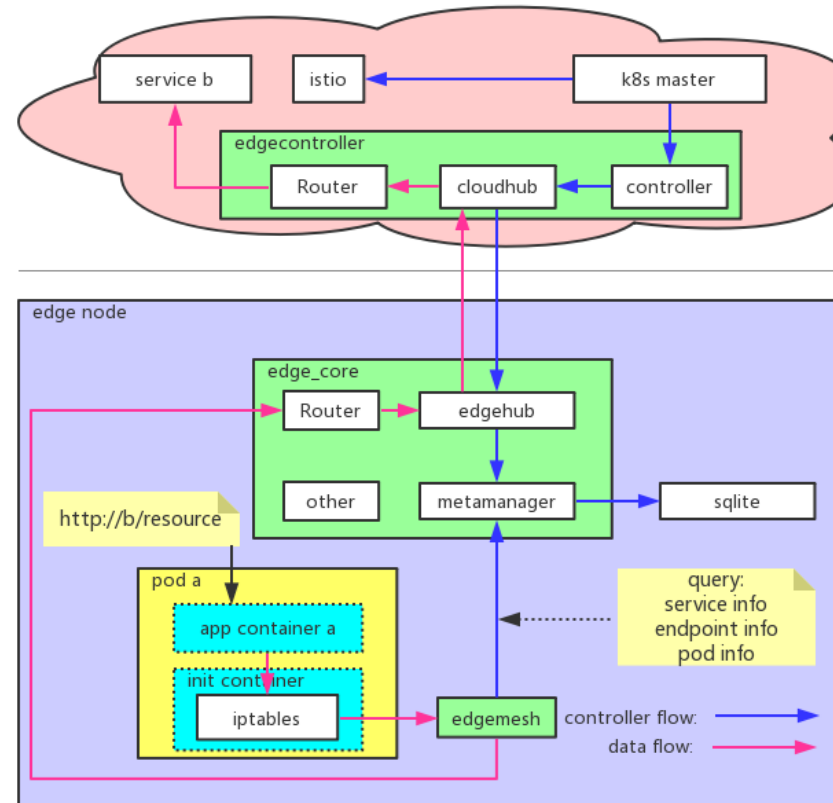 service b
istio
k8s master
edgecontroller
Router
cloudhub
controller
edge node
edge_core
Router
edgehub
other
metamanager
sqlite
http://b/resource
pod a
app container a
init container
iptables
edgemesh
query:
service info
endpoint info
pod info
controller flow:
data flow: